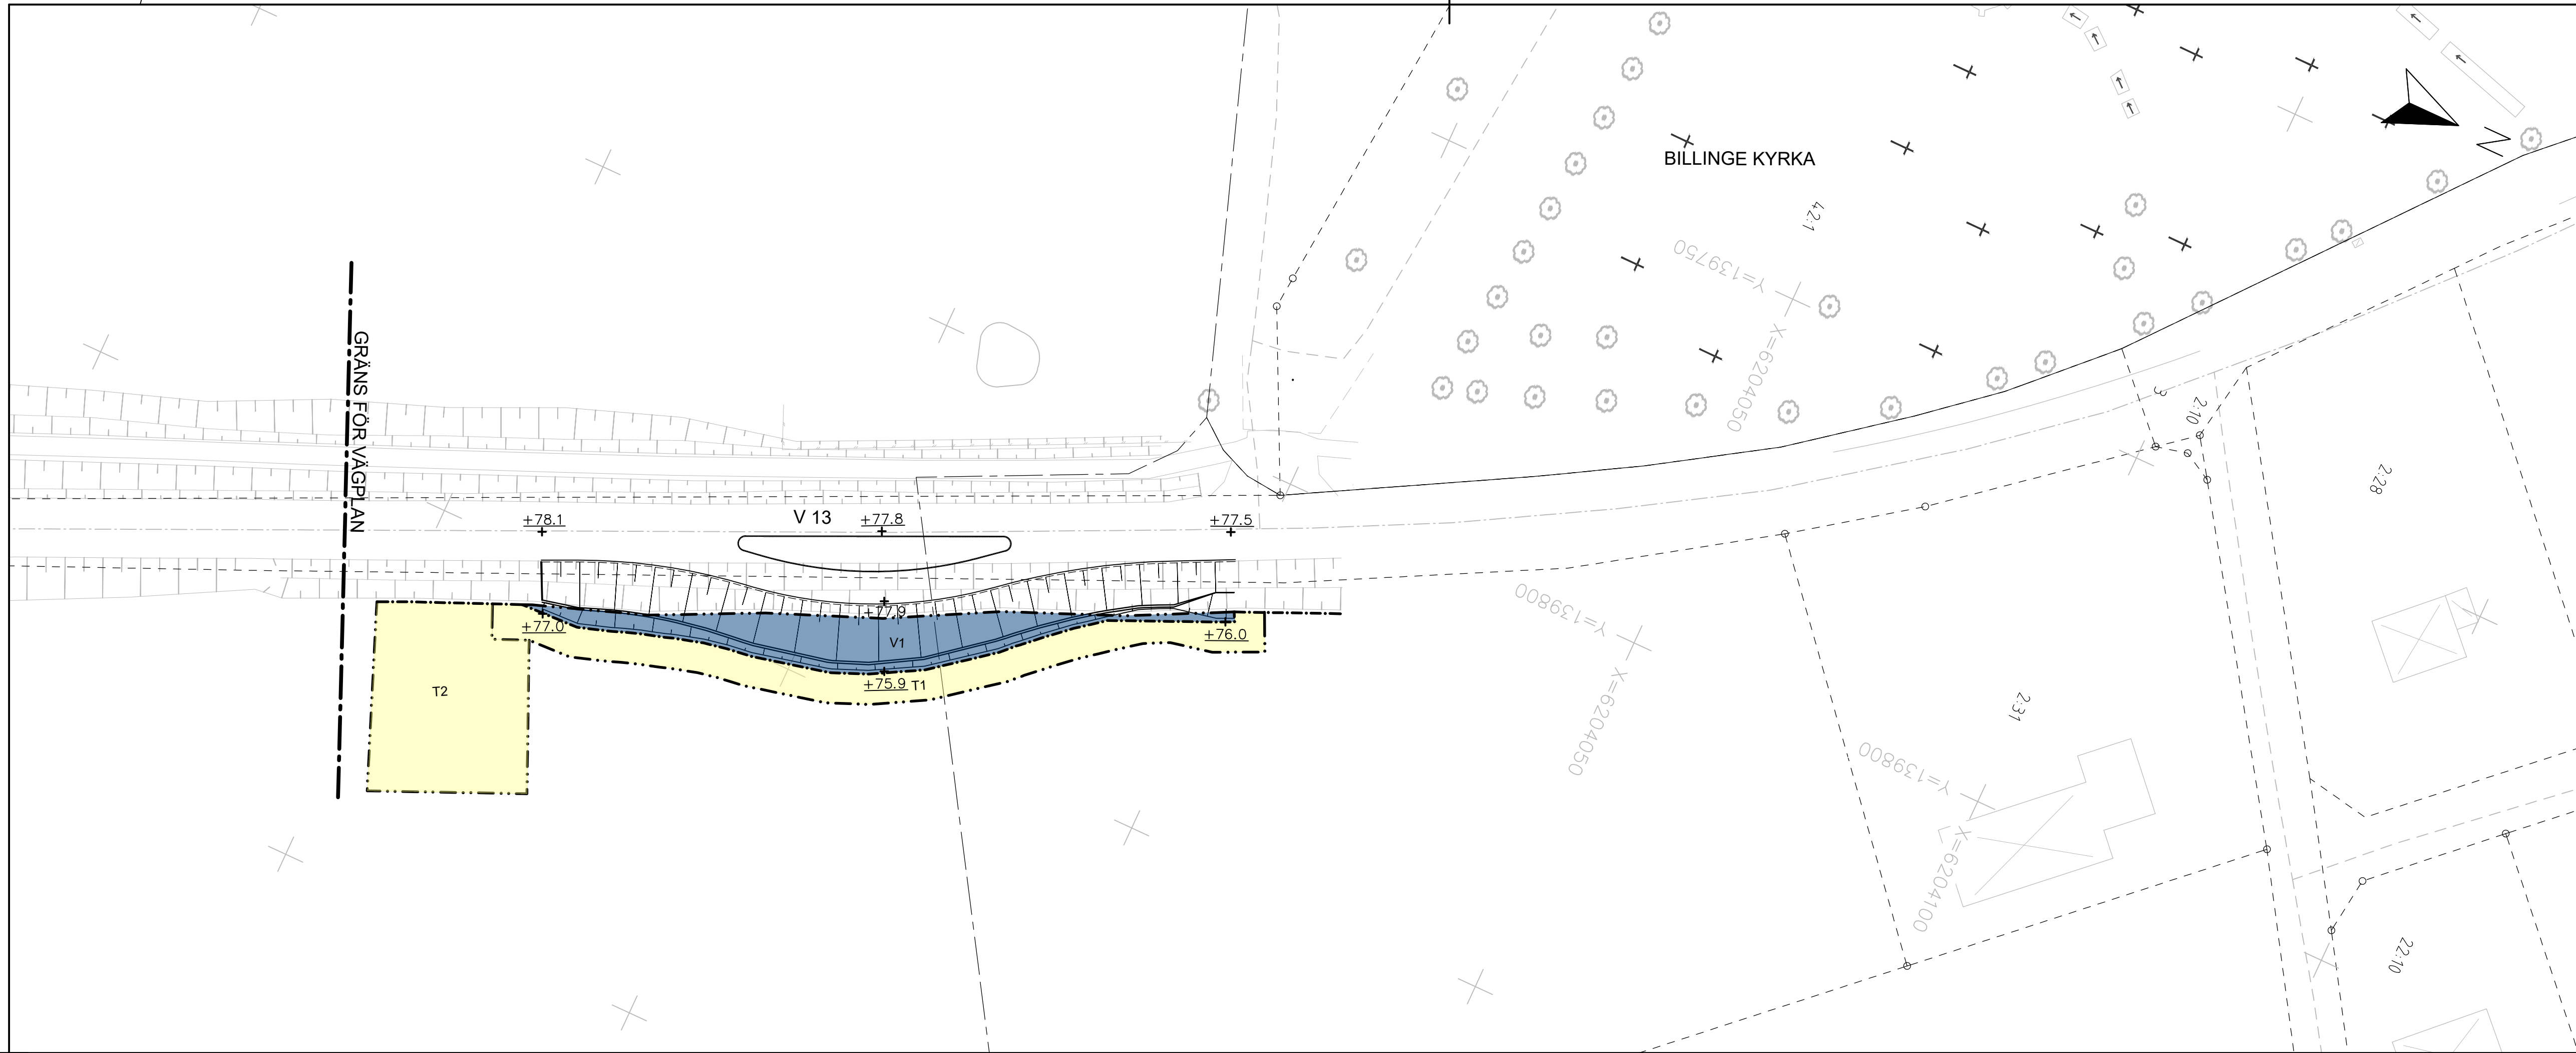 BILLINGE KYRKA
N
42:1
Y=139750
X=6204050
GRÄNS FÖR VÄGPLAN
2:10
2:28
V 13
+78.1
+77.8
+77.5
+77.9
+77.0
+76.0
V1
+75.9
T1
T2
Y=139800
X=6204050
2:31
Y=139800
X=6204100
22:10